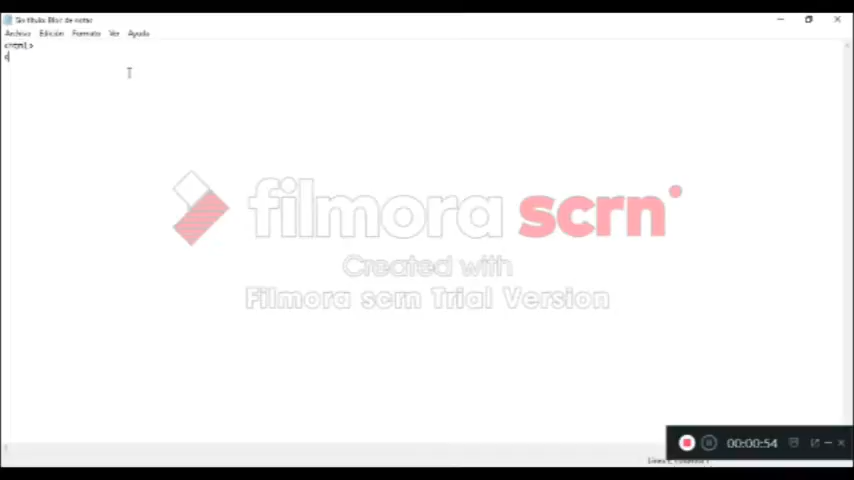 Sin título: Bloc de notas
Archivo Edición Formato Ver Ayuda
<html>
<
filmora scrn
Created with
Filmora scrn Trial Version
00:00:54